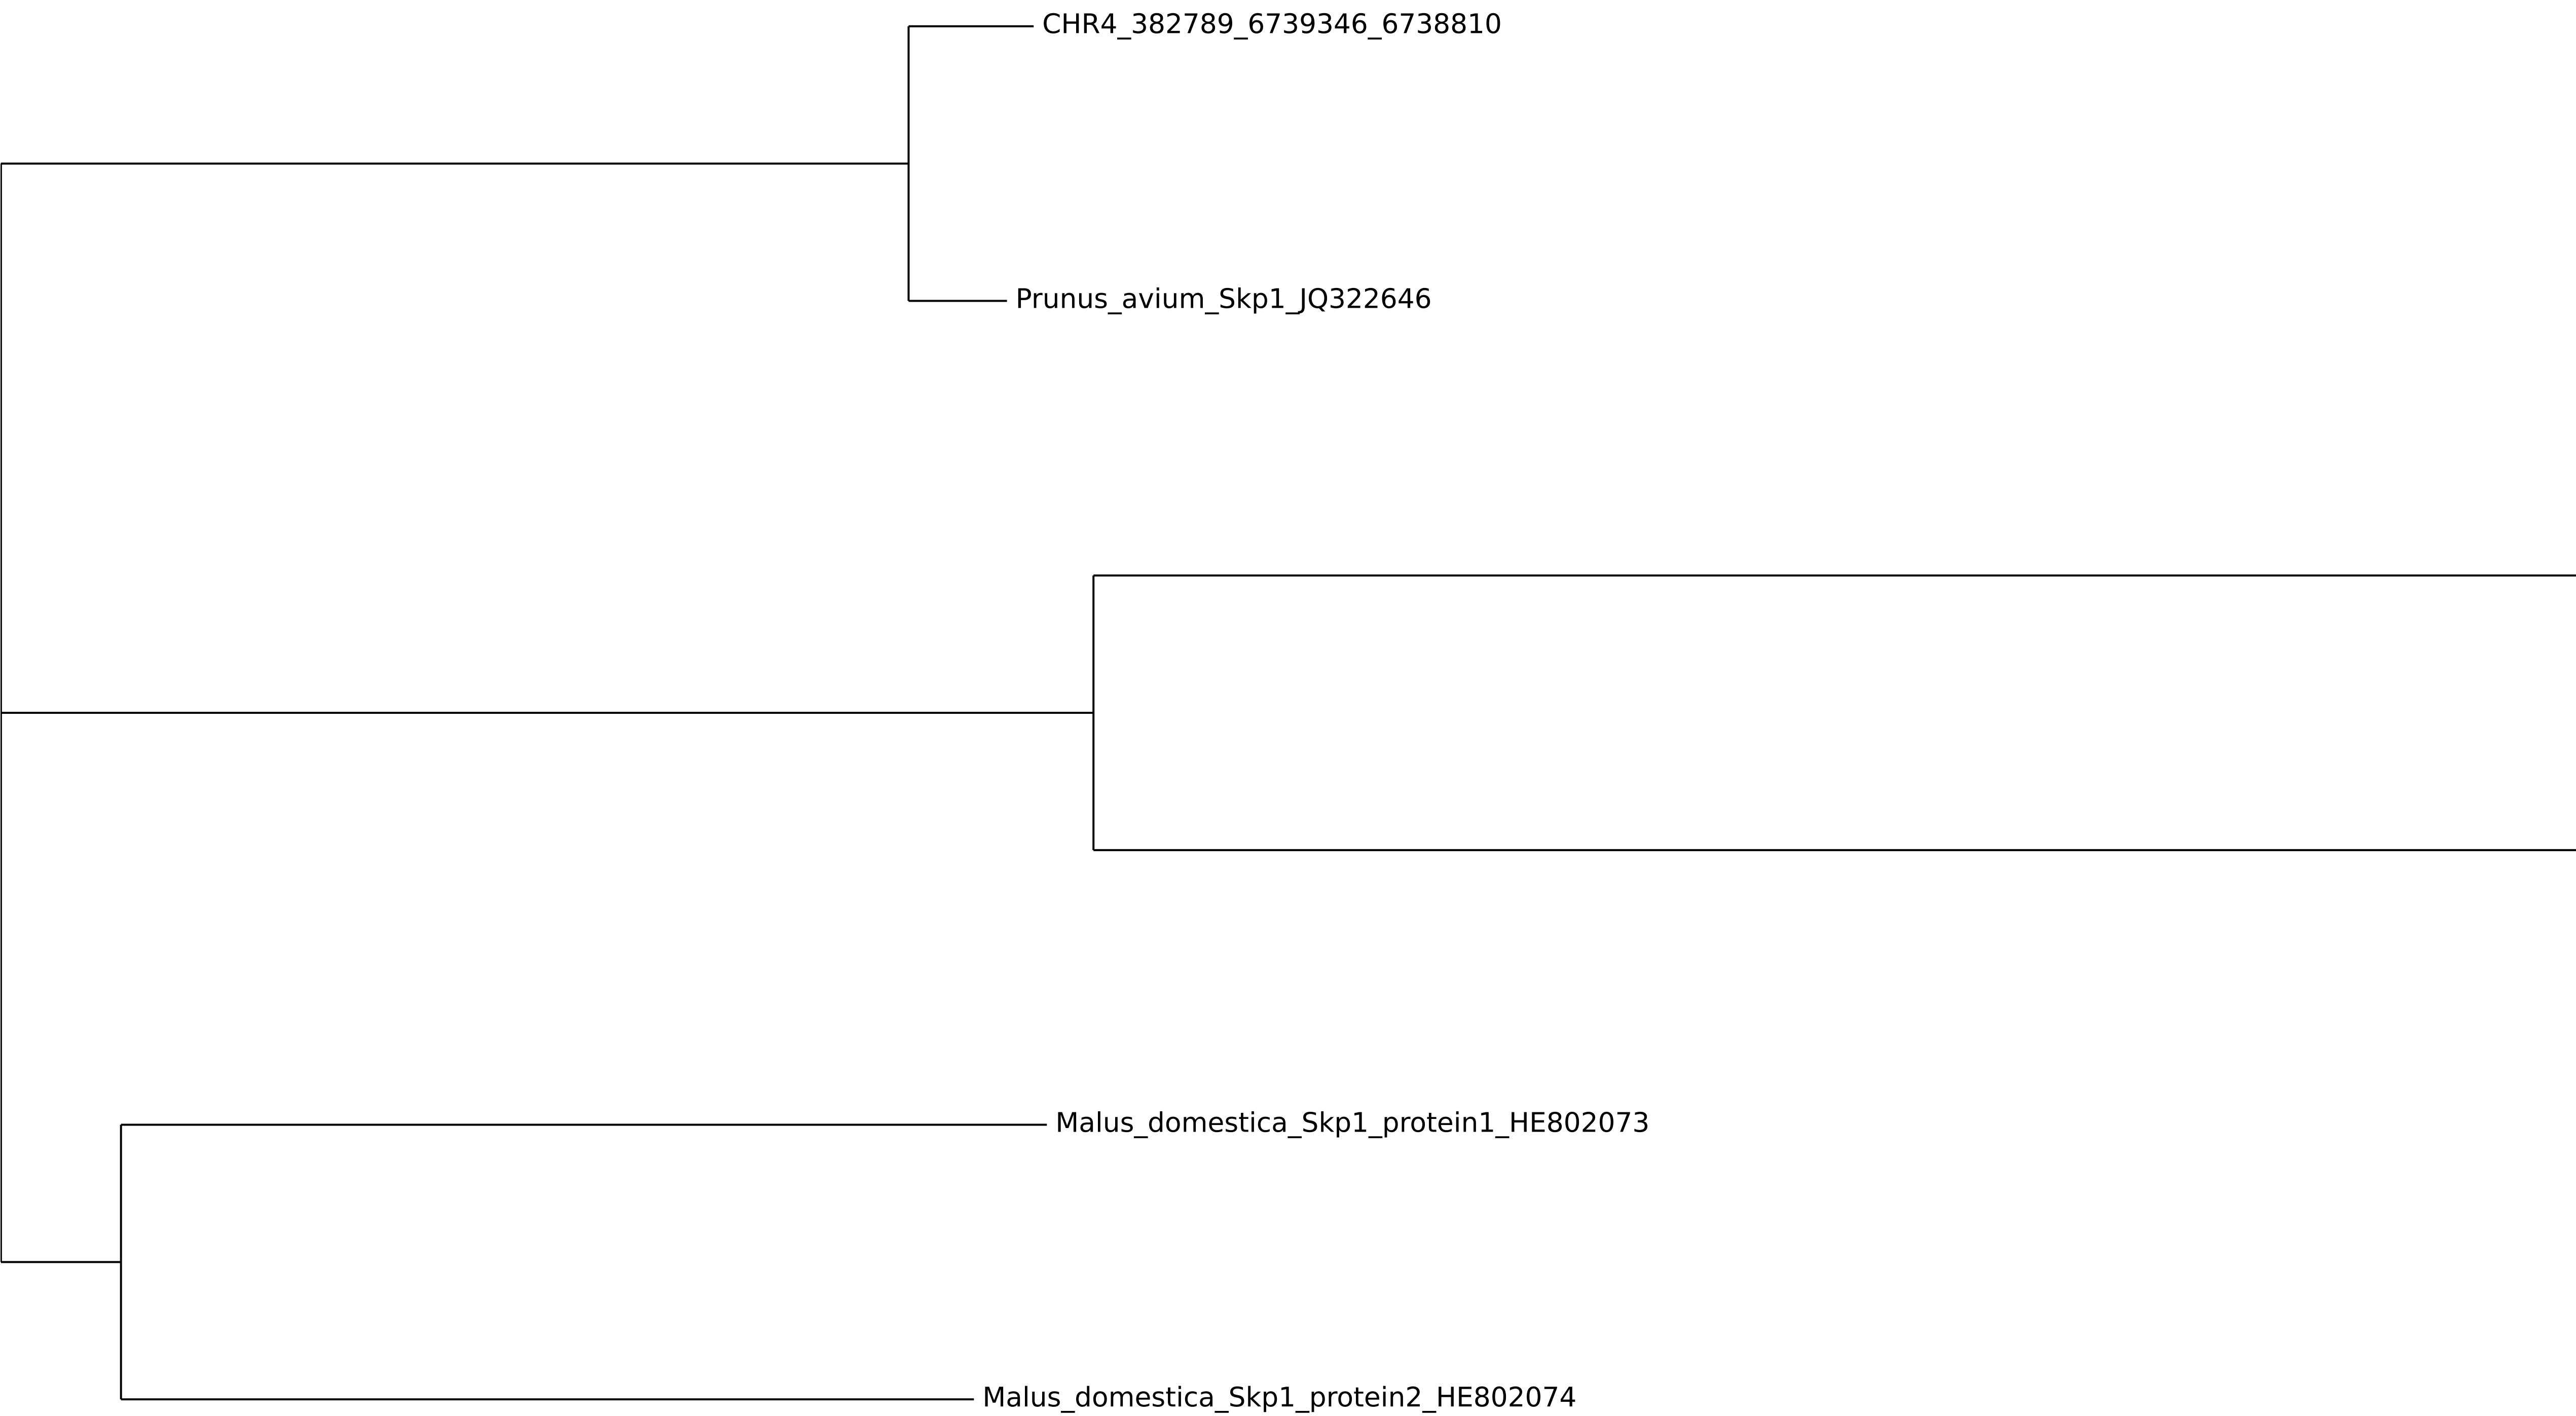 CHR4_382789_6739346_6738810
Prunus_avium_Skp1_JQ322646
Malus_domestica_Skp1_protein1_HE802073
Malus_domestica_Skp1_protein2_HE802074